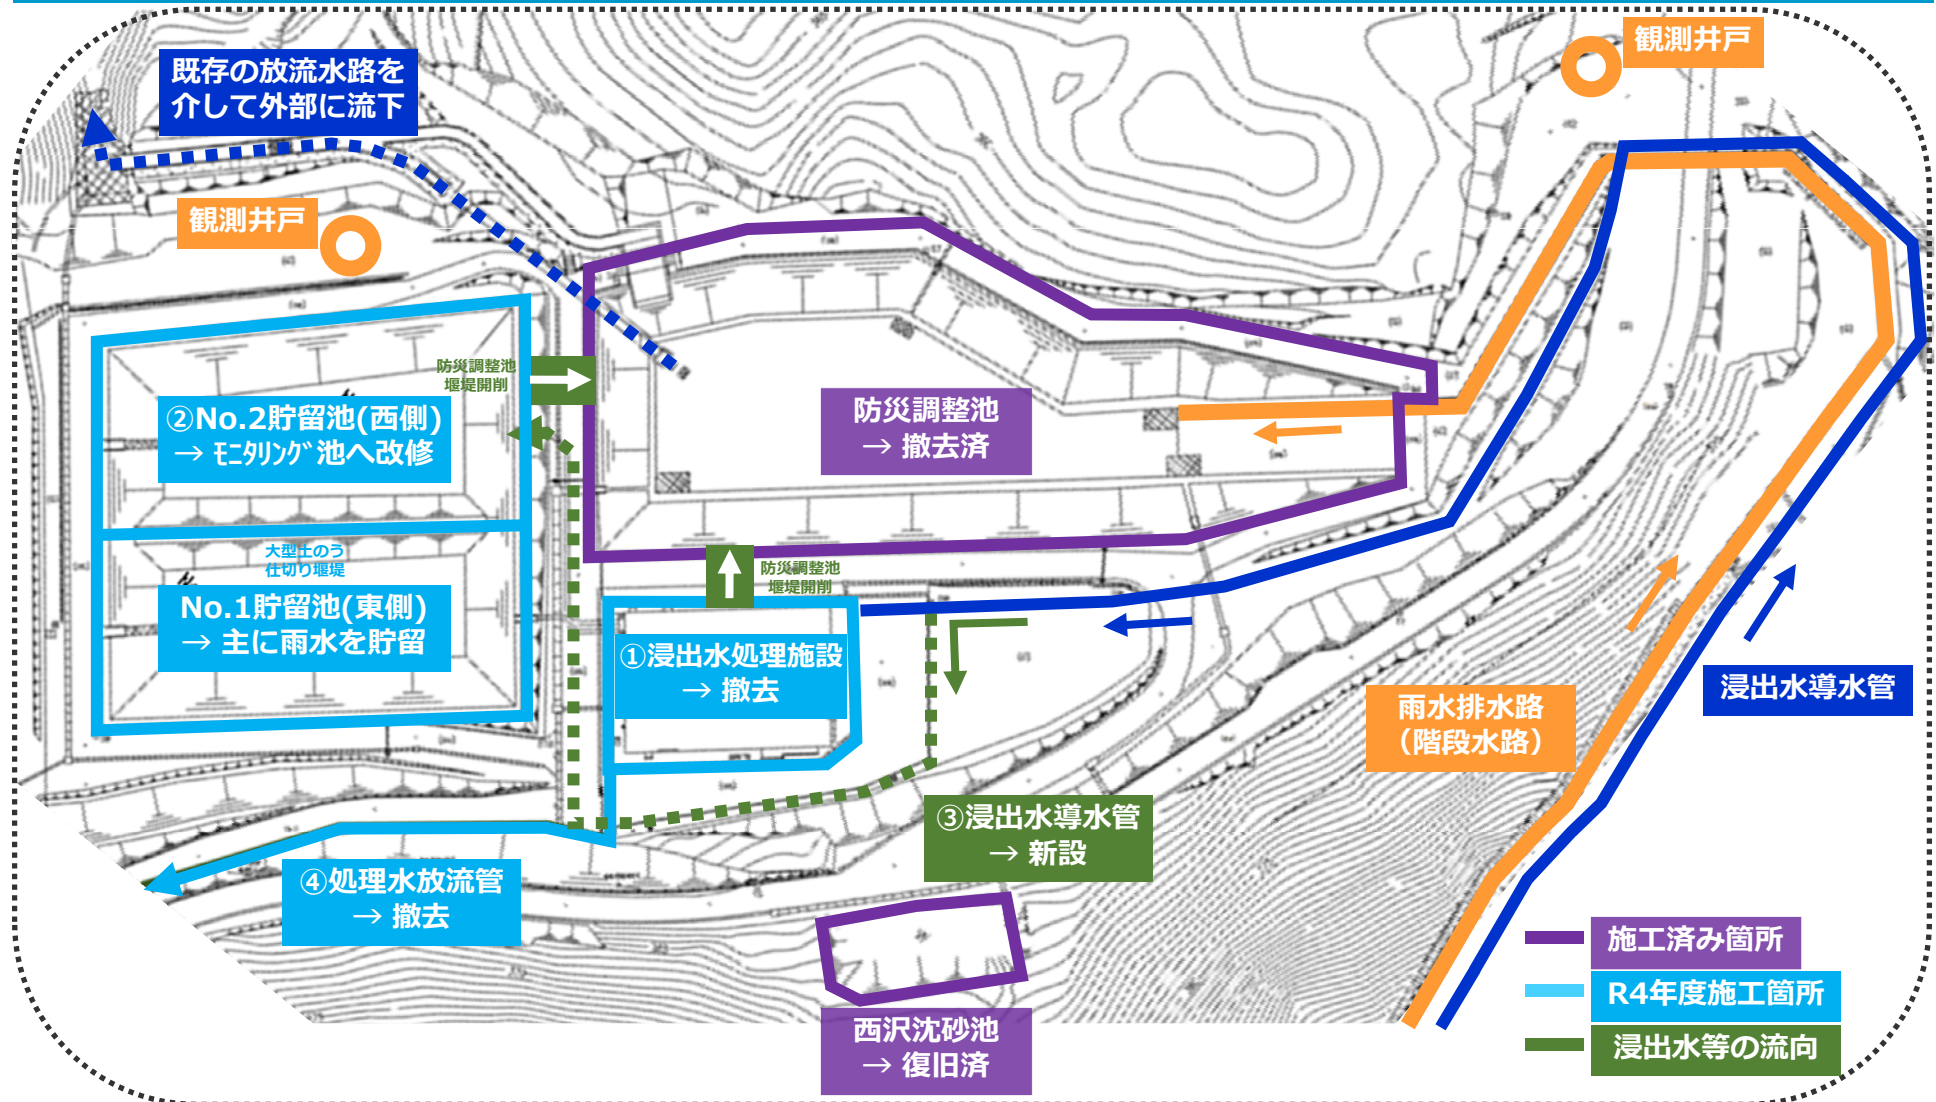 既存の放流水路を
介して外部に流下
観測井戸
観測井戸
防災調整池
堰堤開削
②No.2貯留池(西側)
→ ﾓﾆﾀﾘﾝｸﾞ池へ改修
防災調整池
→ 撤去済
大型土のう
仕切り堰堤
No.1貯留池(東側)
→ 主に雨水を貯留
防災調整池
堰堤開削
①浸出水処理施設
→ 撤去
浸出水導水管
雨水排水路
（階段水路）
③浸出水導水管
→ 新設
④処理水放流管
→ 撤去
西沢沈砂池
→ 復旧済
施工済み箇所
R4年度施工箇所
浸出水等の流向